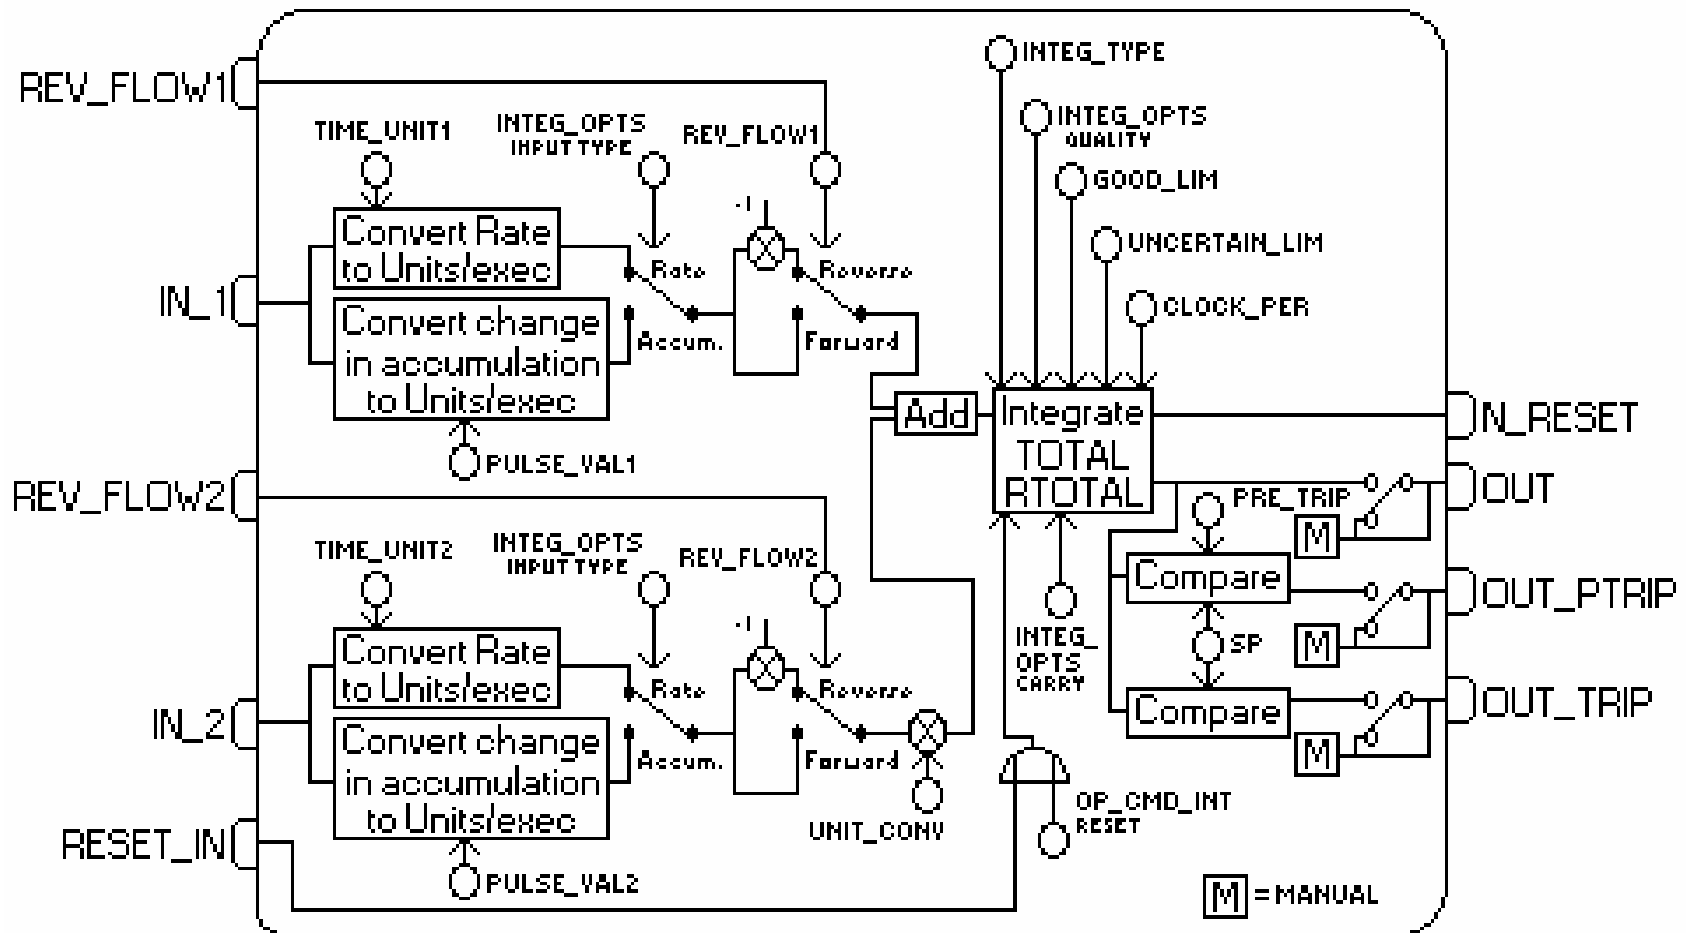 REV_FLOW1
TIME_UNIT1
INTEG_OPTS
INPUT TYPE
REV_FLOW1
INTEG_TYPE
INTEG_OPTS
QUALITY
GOOD_LIM
UNCERTAIN_LIM
CLOCK_PER
Convert Rate
to Units/exec
-1
Rate
Reverse
IN_1
Convert change
in accumulation
to Units/exec
Accum.
Forward
PULSE_VAL1
Add
Integrate
TOTAL
RTOTAL
N_RESET
OUT
PRE_TRIP
M
REV_FLOW2
TIME_UNIT2
INTEG_OPTS
INPUT TYPE
REV_FLOW2
Compare
OUT_PTRIP
SP
M
INTEG_
OPTS
CARRY
Convert Rate
to Units/exec
-1
Rate
Reverse
IN_2
Convert change
in accumulation
to Units/exec
Accum.
Forward
Compare
OUT_TRIP
M
UNIT_CONV
OP_CMD_INT
RESET
RESET_IN
PULSE_VAL2
M = MANUAL